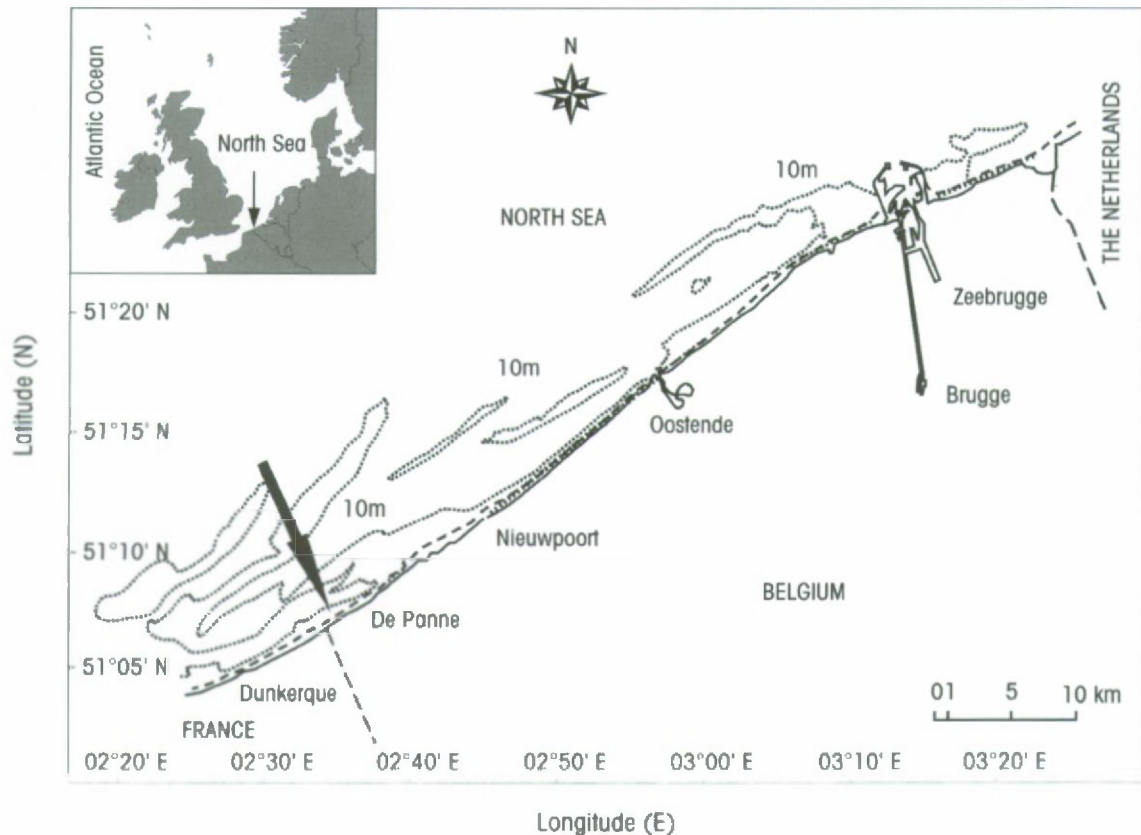 Atlantic Ocean
North Sea
N
NORTH SEA
10m
THE NETHERLANDS
Zeebrugge
Brugge
10m
Oostende
10m
Nieuwpoort
BELGIUM
De Panne
Dunkerque
FRANCE
Latitude (N)
51°20' N
51°15' N
51°10' N
51°05' N
01 5 10 km
02°20' E 02°30' E 02°40' E 02°50' E 03°00' E 03°10' E 03°20' E
Longitude (E)